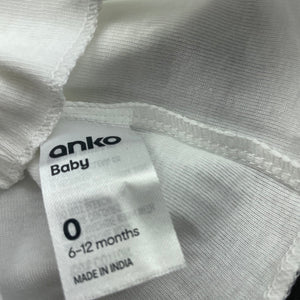 anko
Baby
0
6-12 months
MADE IN INDIA